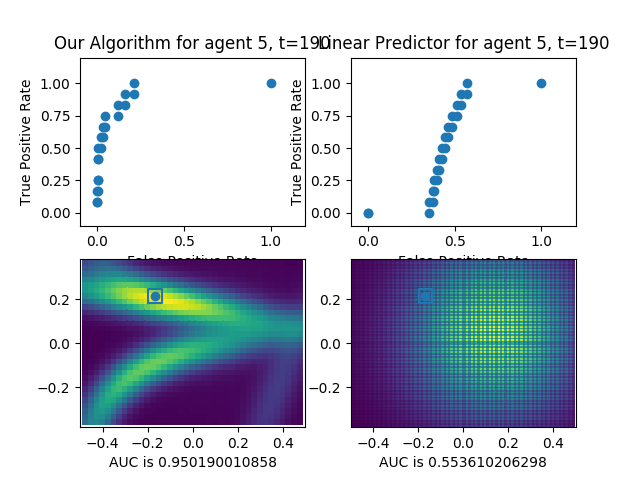 Our Algorithm for agent 5, t=190
Linear Predictor for agent 5, t=190
True Positive Rate
1.00
0.75
0.50
0.25
0.00
0.0 0.5 1.0
False Positive Rate
True Positive Rate
1.00
0.75
0.50
0.25
0.00
0.0 0.5 1.0
False Positive Rate
0.2
0.0
−0.2
−0.4 −0.2 0.0 0.2 0.4
AUC is 0.950190010858
0.2
0.0
−0.2
−0.4 −0.2 0.0 0.2 0.4
AUC is 0.553610206298